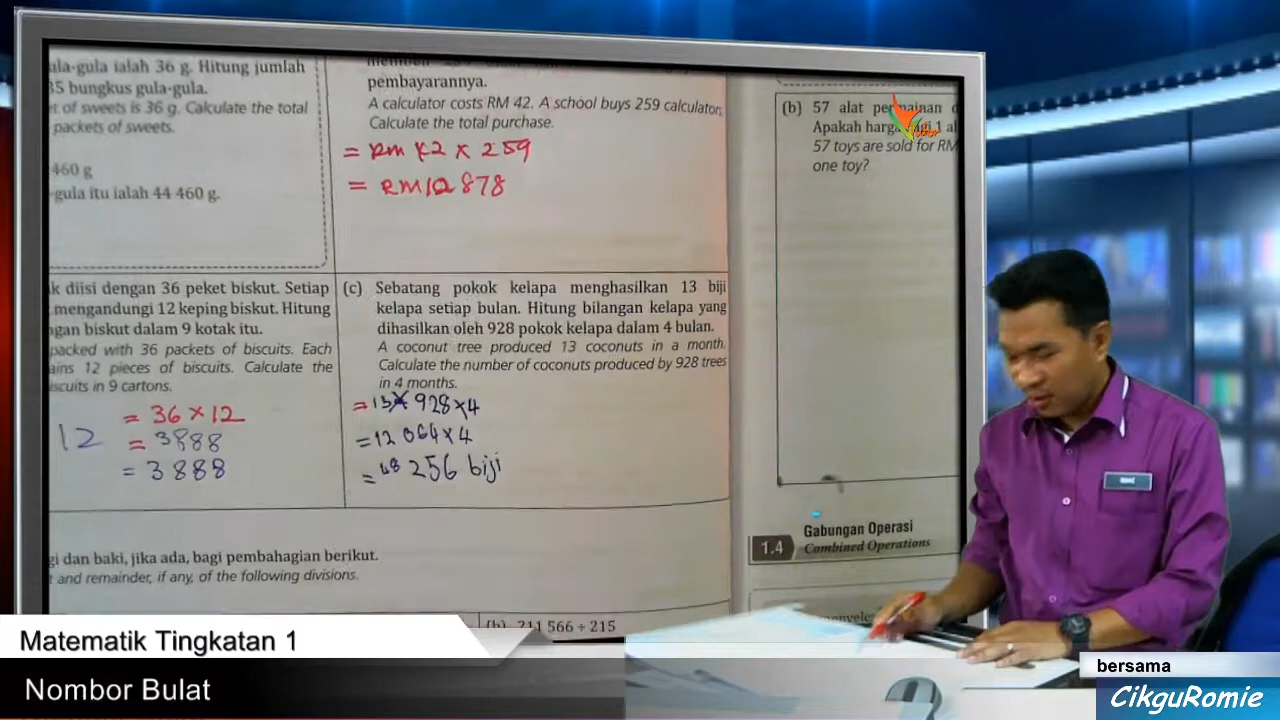 ula-gula ialah 36 g. Hitung jumlah
35 bungkus gula-gula.
t of sweets is 36 g. Calculate the total
packets of sweets.
460 g
gula itu ialah 44 460 g.
pembayarannya.
A calculator costs RM 42. A school buys 259 calculator.
Calculate the total purchase.
= RM 42 × 259
= RM10 878
(b) 57 alat permainan d
Apakah harga bagi 1 al
57 toys are sold for RM
one toy?
k diisi dengan 36 peket biskut. Setiap
mengandungi 12 keping biskut. Hitung
ngan biskut dalam 9 kotak itu.
packed with 36 packets of biscuits. Each
ains 12 pieces of biscuits. Calculate the
scuits in 9 cartons.
= 36 × 12
12 = 3888
= 3888
(c) Sebatang pokok kelapa menghasilkan 13 biji
kelapa setiap bulan. Hitung bilangan kelapa yang
dihasilkan oleh 928 pokok kelapa dalam 4 bulan.
A coconut tree produced 13 coconuts in a month.
Calculate the number of coconuts produced by 928 trees
in 4 months.
= 13 × 928 × 4
= 12 064 × 4
= 48 256 biji
gi dan baki, jika ada, bagi pembahagian berikut.
t and remainder, if any, of the following divisions.
(b) 211 566 ÷ 215
1.4 Gabungan Operasi
Combined Operations
Matematik Tingkatan 1
Nombor Bulat
bersama
CikguRomie